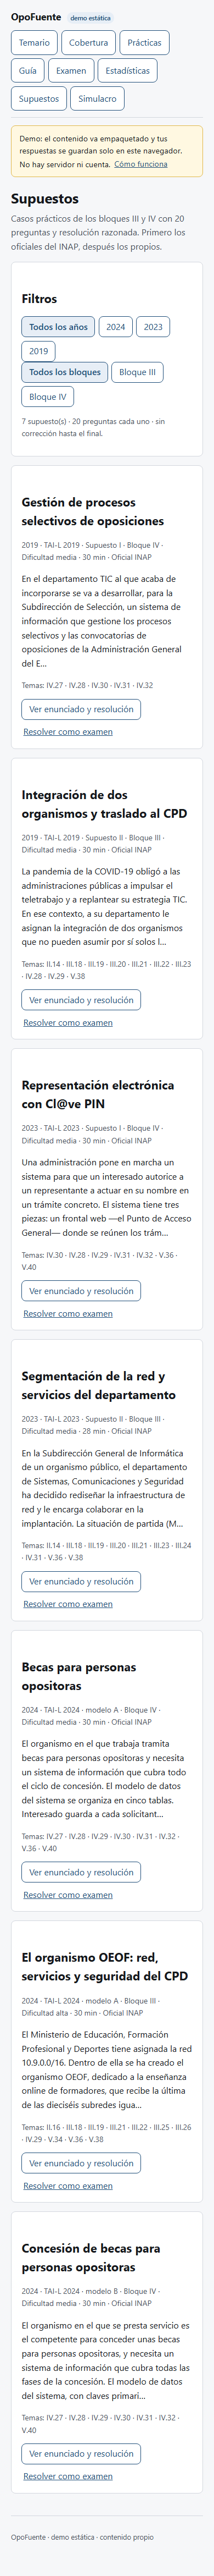 OpoFuente demo estática
Temario Cobertura Prácticas
Guía Examen Estadísticas
Supuestos Simulacro
Demo: el contenido va empaquetado y tus
respuestas se guardan solo en este navegador.
No hay servidor ni cuenta. Cómo funciona
Supuestos
Casos prácticos de los bloques III y IV con 20
preguntas y resolución razonada. Primero los
oficiales del INAP, después los propios.
Filtros
Todos los años 2024 2023
2019
Todos los bloques Bloque III
Bloque IV
7 supuesto(s) · 20 preguntas cada uno · sin
corrección hasta el final.
Gestión de procesos
selectivos de oposiciones
2019 · TAI-L 2019 · Supuesto I · Bloque IV ·
Dificultad media · 30 min · Oficial INAP
En el departamento TIC al que acaba de
incorporarse se va a desarrollar, para la
Subdirección de Selección, un sistema de
información que gestione los procesos
selectivos y las convocatorias de
oposiciones de la Administración General
del E...
Temas: IV.27 · IV.28 · IV.30 · IV.31 · IV.32
Ver enunciado y resolución
Resolver como examen
Integración de dos
organismos y traslado al CPD
2019 · TAI-L 2019 · Supuesto II · Bloque III ·
Dificultad media · 30 min · Oficial INAP
La pandemia de la COVID-19 obligó a las
administraciones públicas a impulsar el
teletrabajo y a replantear su estrategia TIC.
En ese contexto, a su departamento le
asignan la integración de dos organismos
que no pueden asumir por sí solos l...
Temas: II.14 · III.18 · III.19 · III.20 · III.21 · III.22 · III.23
· IV.28 · IV.29 · V.38
Ver enunciado y resolución
Resolver como examen
Representación electrónica
con Cl@ve PIN
2023 · TAI-L 2023 · Supuesto I · Bloque IV ·
Dificultad media · 30 min · Oficial INAP
Una administración pone en marcha un
sistema para que un interesado autorice a
un representante a actuar en su nombre en
un trámite concreto. El sistema tiene tres
piezas: un frontal web —el Punto de Acceso
General— donde se reúnen los trám...
Temas: IV.30 · IV.28 · IV.29 · IV.31 · IV.32 · V.36 ·
V.40
Ver enunciado y resolución
Resolver como examen
Segmentación de la red y
servicios del departamento
2023 · TAI-L 2023 · Supuesto II · Bloque III ·
Dificultad media · 28 min · Oficial INAP
En la Subdirección General de Informática
de un organismo público, el departamento
de Sistemas, Comunicaciones y Seguridad
ha decidido rediseñar la infraestructura de
red y le encarga colaborar en la
implantación. La situación de partida (M...
Temas: II.14 · III.18 · III.19 · III.20 · III.21 · III.23 · III.24
· IV.31 · V.36 · V.38
Ver enunciado y resolución
Resolver como examen
Becas para personas
opositoras
2024 · TAI-L 2024 · modelo A · Bloque IV ·
Dificultad media · 30 min · Oficial INAP
El organismo en el que trabaja tramita
becas para personas opositoras y necesita
un sistema de información que cubra todo
el ciclo de concesión. El modelo de datos
del sistema se organiza en cinco tablas.
Interesado guarda a cada solicitant...
Temas: IV.27 · IV.28 · IV.29 · IV.30 · IV.31 · IV.32 ·
V.36 · V.40
Ver enunciado y resolución
Resolver como examen
El organismo OEOF: red,
servicios y seguridad del CPD
2024 · TAI-L 2024 · modelo A · Bloque III ·
Dificultad alta · 30 min · Oficial INAP
El Ministerio de Educación, Formación
Profesional y Deportes tiene asignada la red
10.9.0.0/16. Dentro de ella se ha creado el
organismo OEOF, dedicado a la enseñanza
online de formadores, que recibe la última
de las dieciséis subredes igua...
Temas: II.16 · III.18 · III.19 · III.21 · III.22 · III.25 · III.26
· IV.29 · V.34 · V.36 · V.38
Ver enunciado y resolución
Resolver como examen
Concesión de becas para
personas opositoras
2024 · TAI-L 2024 · modelo B · Bloque IV ·
Dificultad media · 30 min · Oficial INAP
El organismo en el que se presta servicio es
el competente para conceder unas becas
para personas opositoras, y necesita un
sistema de información que cubra todas las
fases de la concesión. El modelo de datos
del sistema, con claves primari...
Temas: IV.27 · IV.28 · IV.29 · IV.30 · IV.31 · IV.32 ·
V.40
Ver enunciado y resolución
Resolver como examen
OpoFuente · demo estática · contenido propio